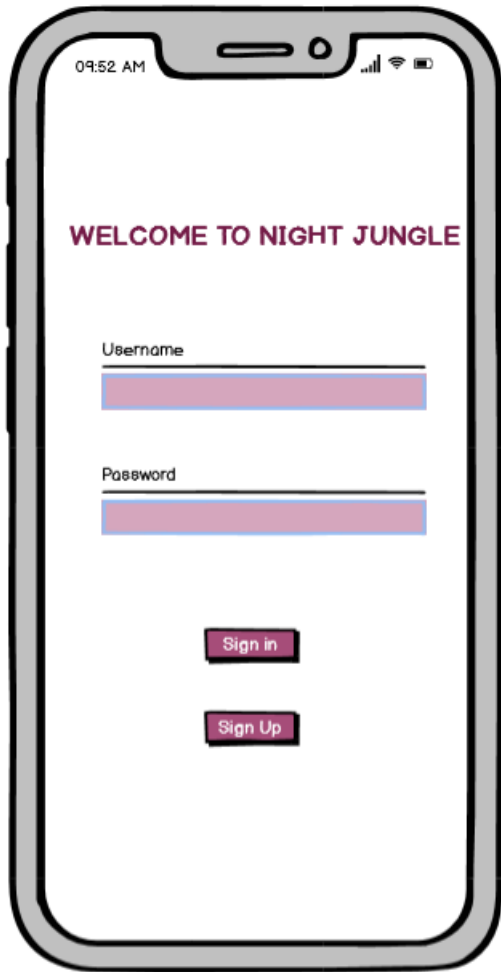 09:52 AM
WELCOME TO NIGHT JUNGLE
Username
Password
Sign in
Sign Up